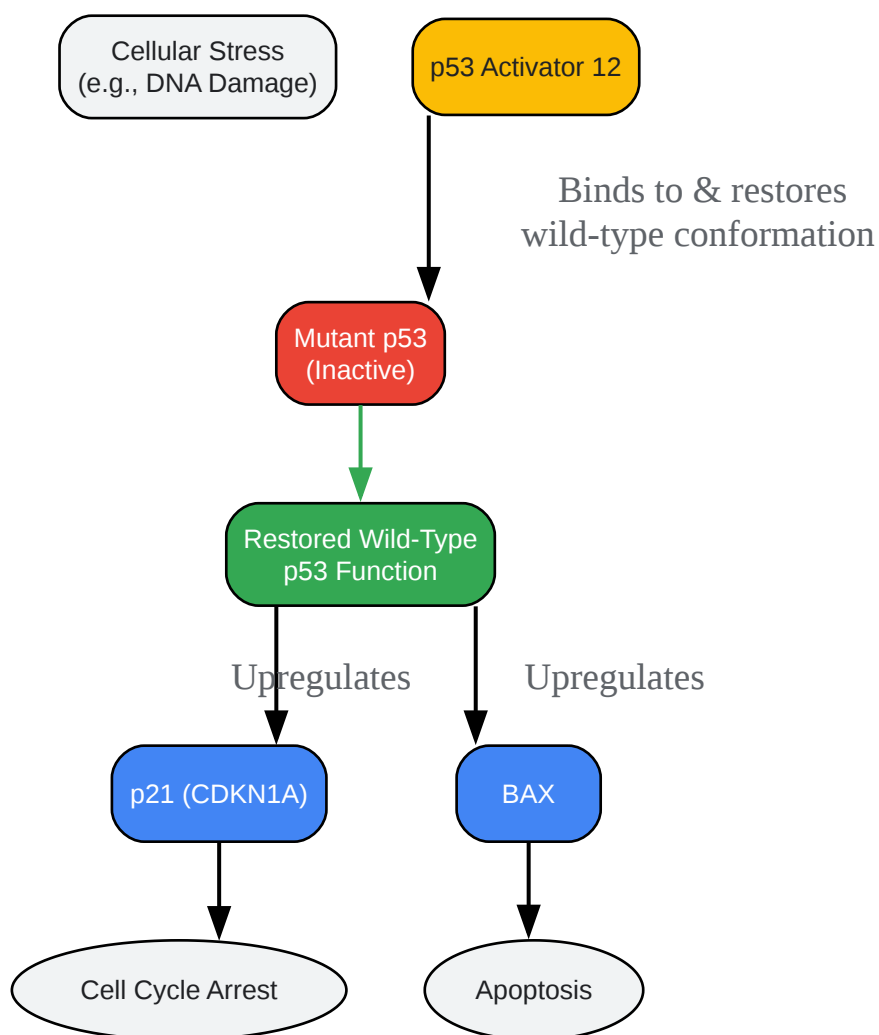 Cellular Stress
(e.g., DNA Damage)
p53 Activator 12
Binds to & restores
wild-type conformation
Mutant p53
(Inactive)
Restored Wild-Type
p53 Function
Upregulates
Upregulates
p21 (CDKN1A)
BAX
Cell Cycle Arrest
Apoptosis